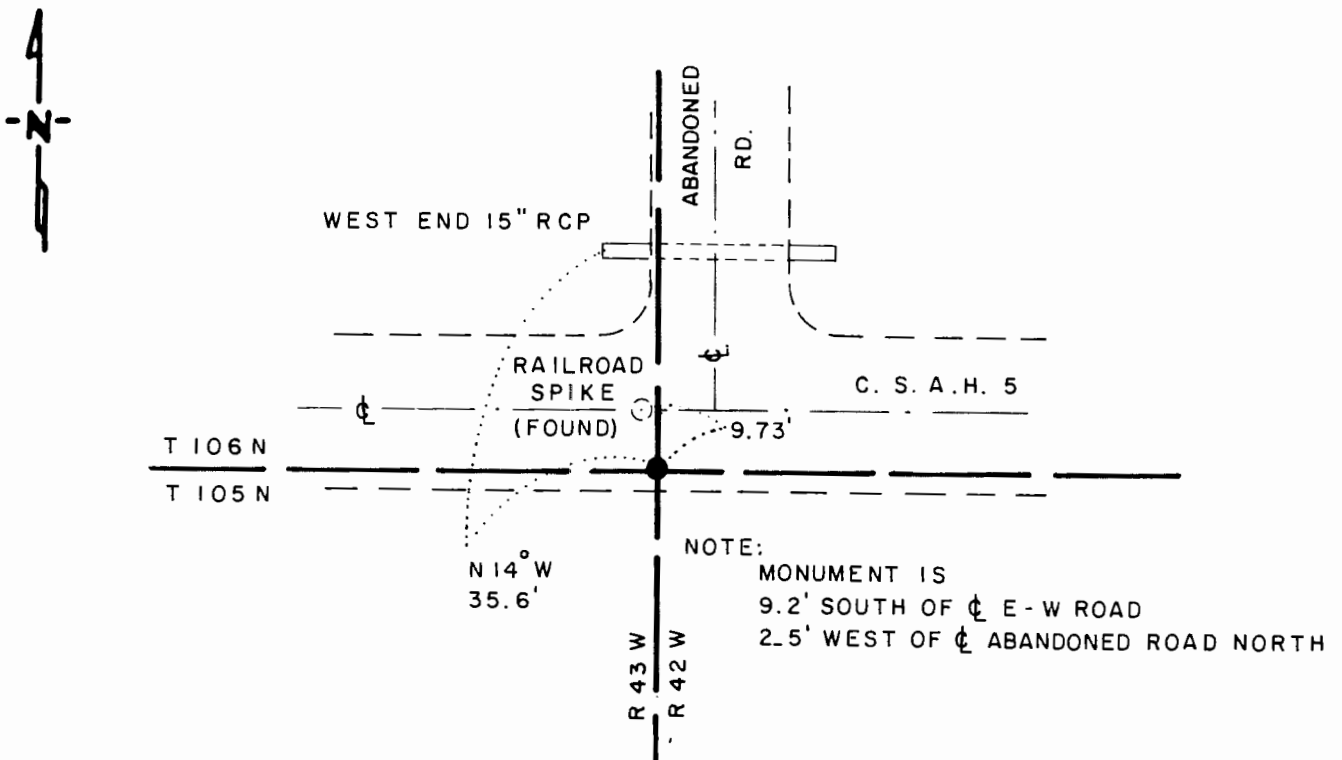 N
ABANDONED
RD.
WEST END 15" RCP
RAILROAD
SPIKE
(FOUND)
℄
℄
C. S. A. H. 5
9.73'
T 106 N
T 105 N
N 14° W
35.6'
NOTE:
MONUMENT IS
9.2' SOUTH OF ℄ E-W ROAD
2.5' WEST OF ℄ ABANDONED ROAD NORTH
R 43 W
R 42 W